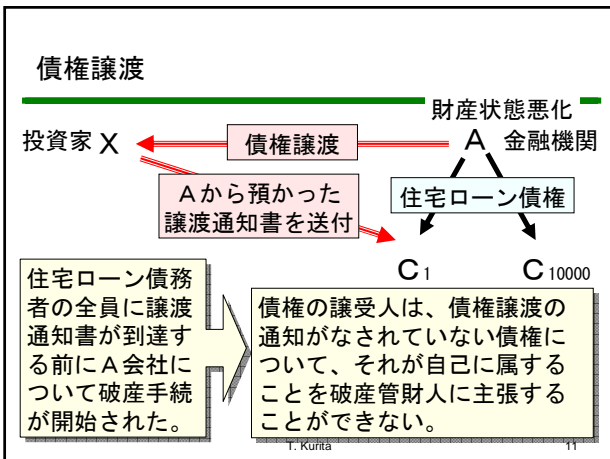 債権譲渡
財産状態悪化
投資家 X
債権譲渡
A 金融機関
Aから預かった
譲渡通知書を送付
住宅ローン債権
C1
C10000
住宅ローン債務
者の全員に譲渡
通知書が到達す
る前にA会社に
ついて破産手続
が開始された。
債権の譲受人は、債権譲渡の
通知がなされていない債権に
ついて、それが自己に属する
ことを破産管財人に主張する
ことができない。
T. Kurita
11